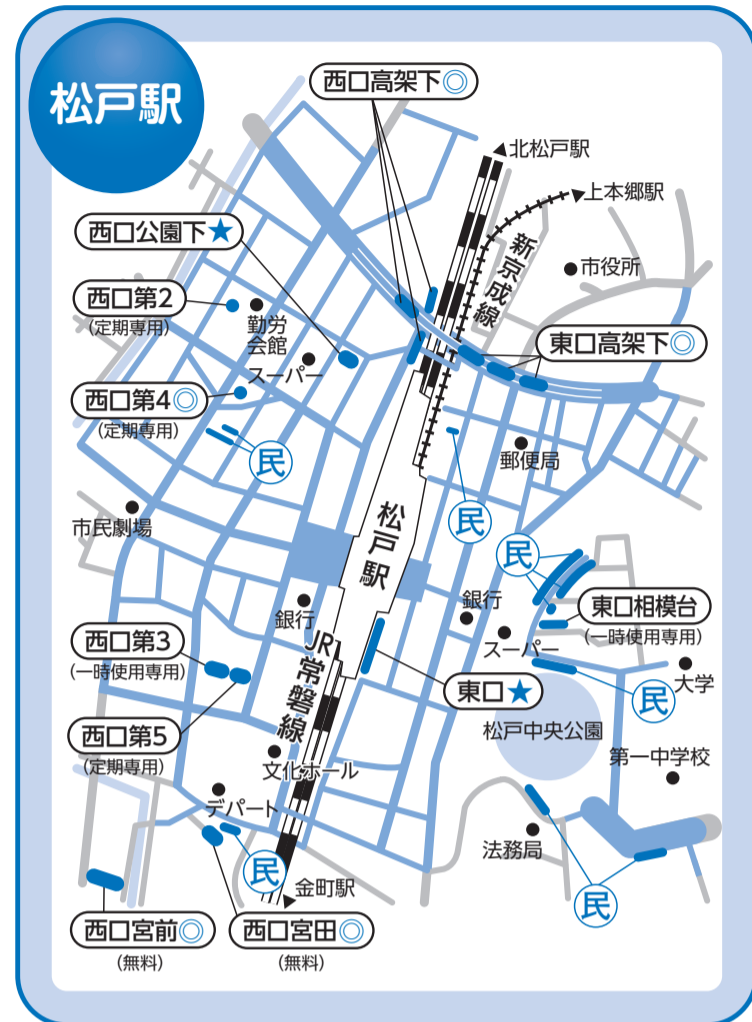 松戸駅
西口高架下◎
北松戸駅
上本郷駅
新京成線
市役所
西口公園下★
西口第2
(定期専用)
勤労
会館
スーパー
東口高架下◎
西口第4◎
(定期専用)
民
郵便局
民
市民劇場
松戸駅
民
東口相模台
(一時使用専用)
銀行
銀行
スーパー
西口第3
(一時使用専用)
JR常磐線
東口★
民
大学
松戸中央公園
西口第5
(定期専用)
文化ホール
第一中学校
デパート
法務局
民
民
金町駅
西口宮前◎
(無料)
西口宮田◎
(無料)